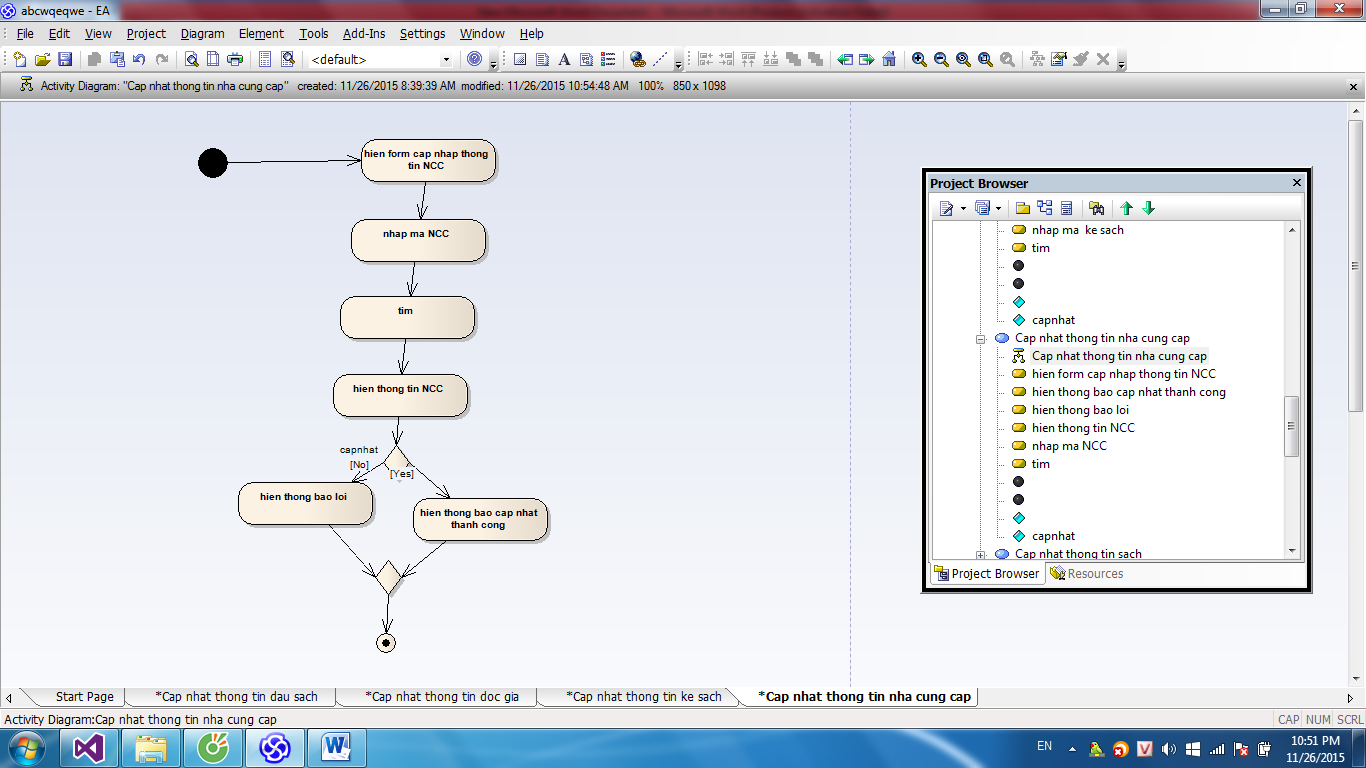 abcwqeqwe - EA
File Edit View Project Diagram Element Tools Add-Ins Settings Window Help
<default>
Activity Diagram: "Cap nhat thong tin nha cung cap" created: 11/26/2015 8:39:39 AM modified: 11/26/2015 10:54:48 AM 100% 850 x 1098
hien form cap nhap thong
tin NCC
nhap ma NCC
tim
hien thong tin NCC
capnhat
[No]
[Yes]
hien thong bao loi
hien thong bao cap nhat
thanh cong
Project Browser
nhap ma ke sach
tim
capnhat
Cap nhat thong tin nha cung cap
Cap nhat thong tin nha cung cap
hien form cap nhap thong tin NCC
hien thong bao cap nhat thanh cong
hien thong bao loi
hien thong tin NCC
nhap ma NCC
tim
capnhat
Cap nhat thong tin sach
Project Browser Resources
Start Page *Cap nhat thong tin dau sach *Cap nhat thong tin doc gia *Cap nhat thong tin ke sach *Cap nhat thong tin nha cung cap
Activity Diagram:Cap nhat thong tin nha cung cap CAP NUM SCRL
EN 10:51 PM
11/26/2015